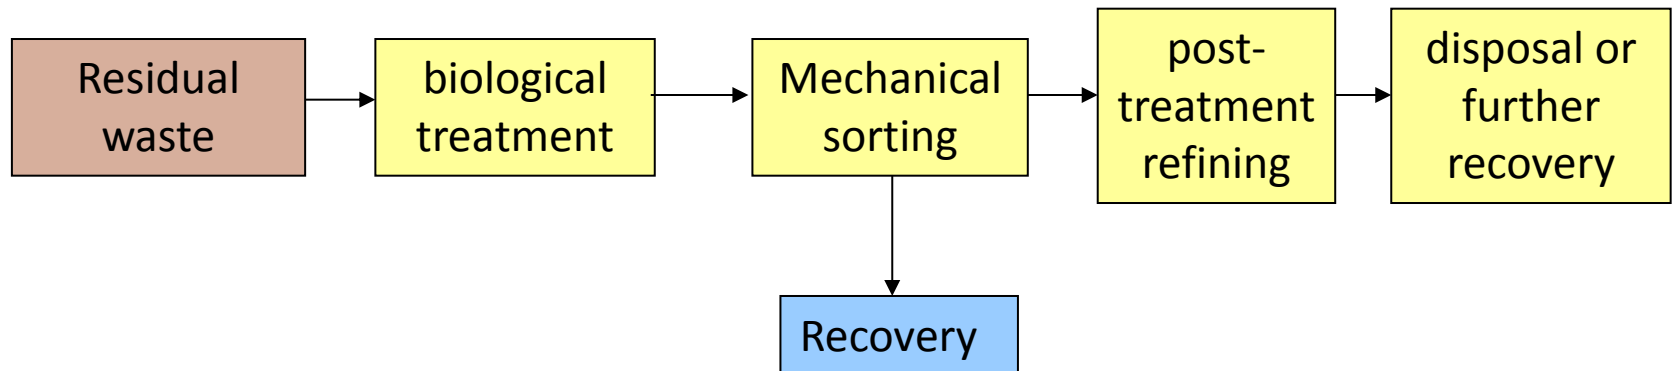 Residual
waste
biological
treatment
Mechanical
sorting
post-
treatment
refining
disposal or
further
recovery
Recovery